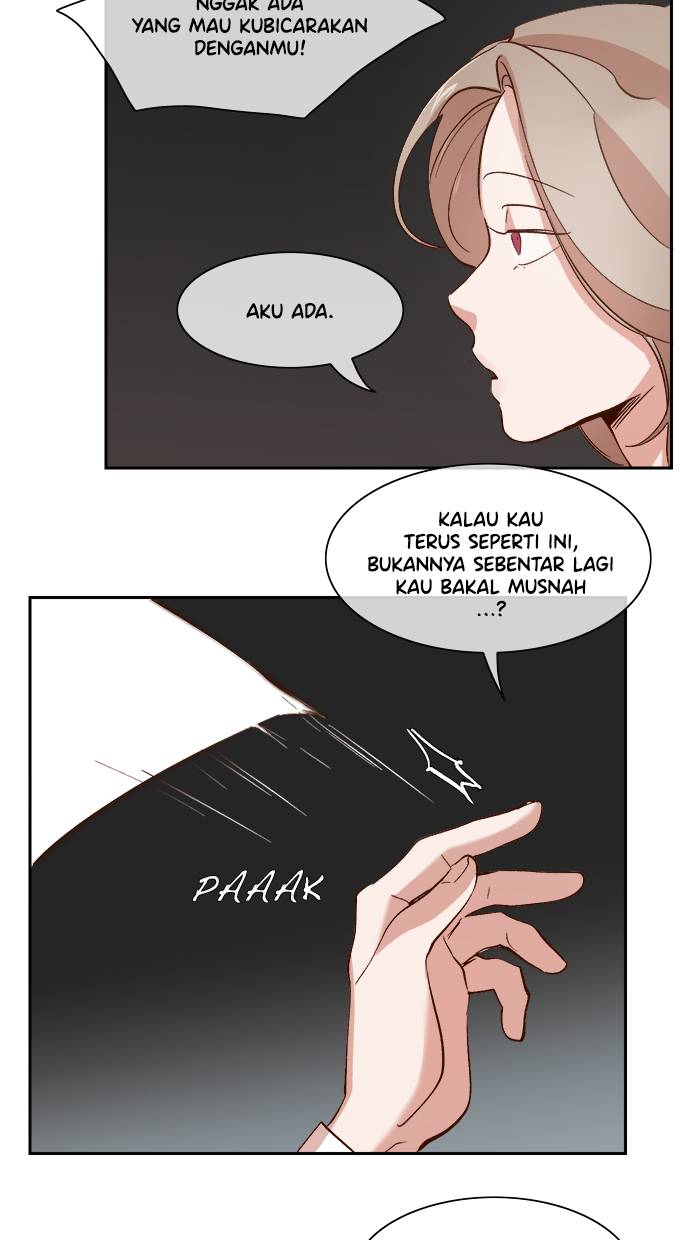 NGGAK ADA
YANG MAU KUBICARAKAN
DENGANMU!
AKU ADA.
KALAU KAU
TERUS SEPERTI INI,
BUKANNYA SEBENTAR LAGI
KAU BAKAL MUSNAH
...?
PAAAK